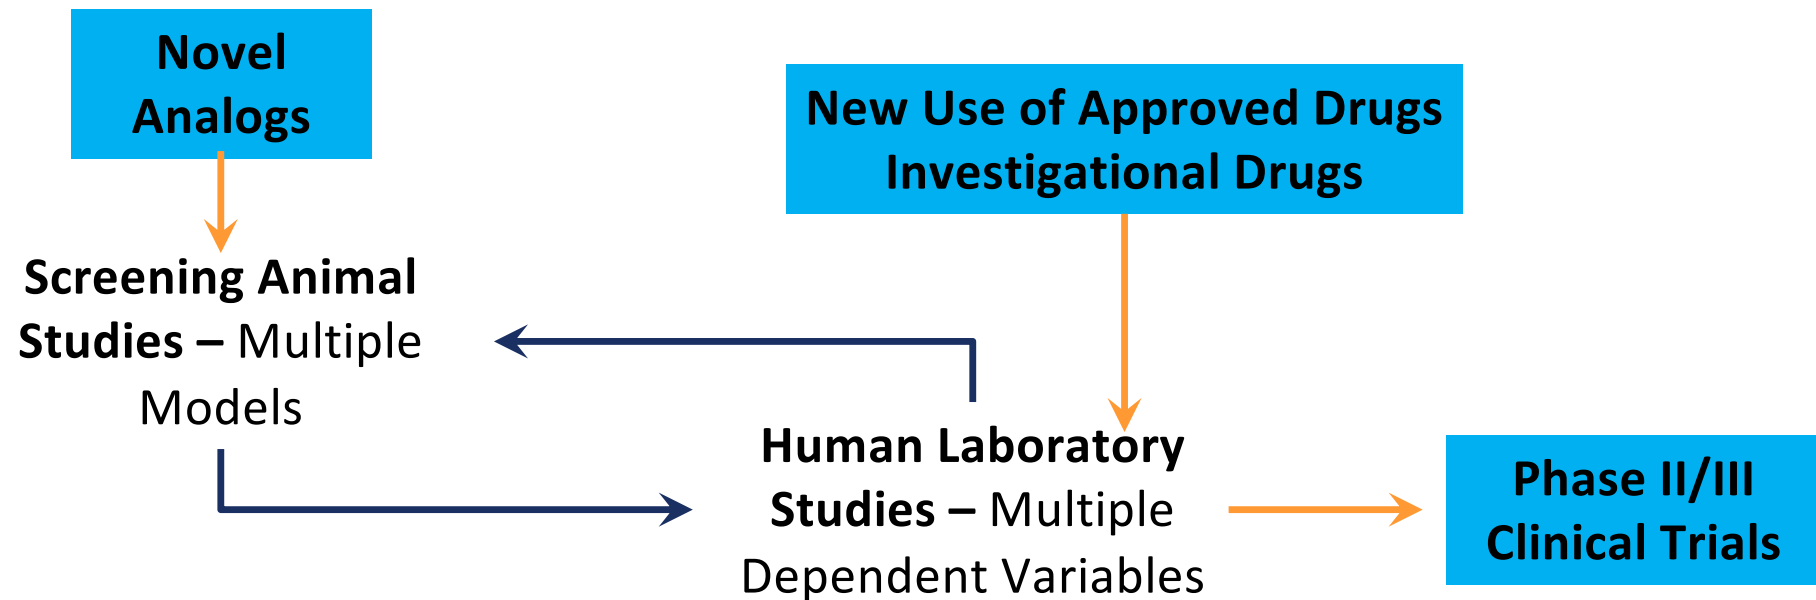 Novel
Analogs
New Use of Approved Drugs
Investigational Drugs
Screening Animal
Studies – Multiple
Models
Human Laboratory
Studies – Multiple
Dependent Variables
Phase II/III
Clinical Trials